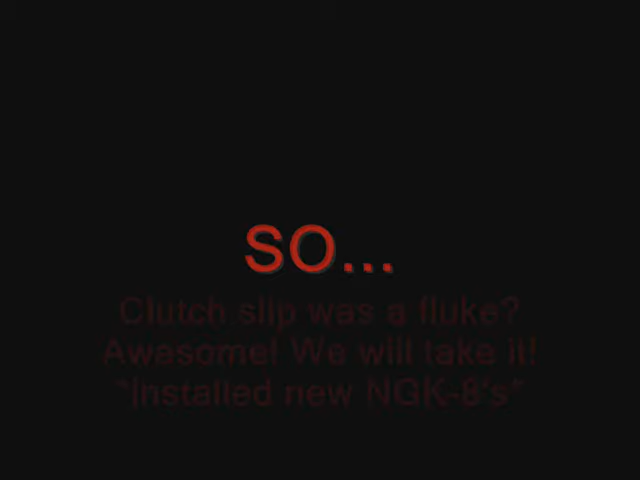 SO...
Clutch slip was a fluke?
Awesome! We will take it!
*Installed new NGK-8's*